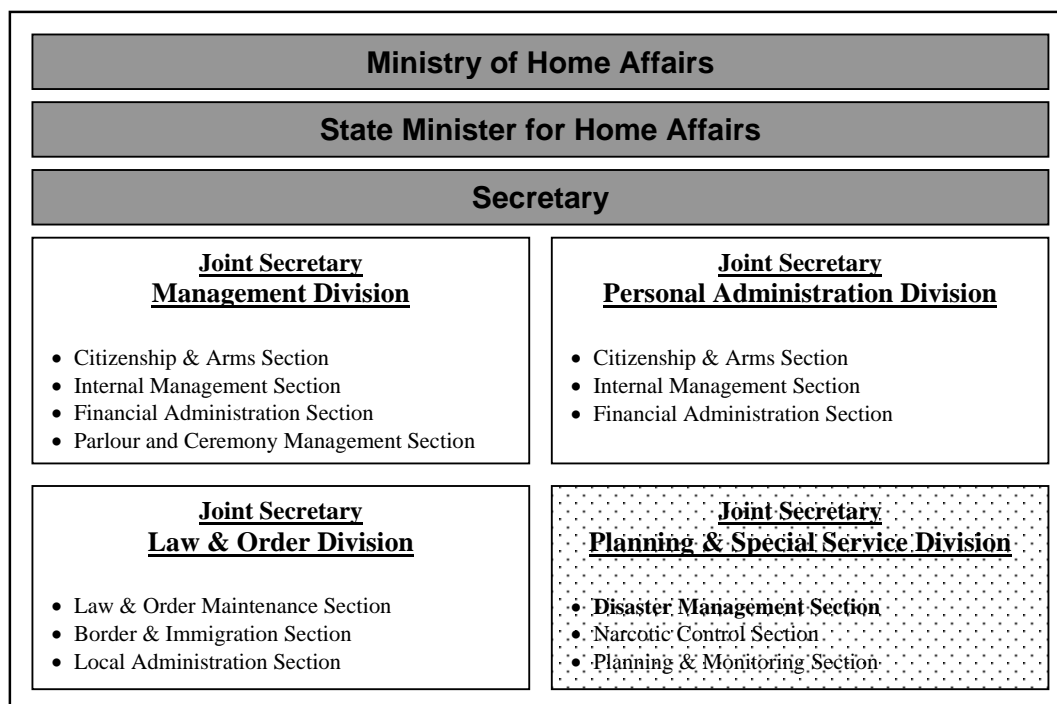 Ministry of Home Affairs
State Minister for Home Affairs
Secretary
Joint Secretary
Management Division
• Citizenship & Arms Section
• Internal Management Section
• Financial Administration Section
• Parlour and Ceremony Management Section
Joint Secretary
Personal Administration Division
• Citizenship & Arms Section
• Internal Management Section
• Financial Administration Section
Joint Secretary
Law & Order Division
• Law & Order Maintenance Section
• Border & Immigration Section
• Local Administration Section
Joint Secretary
Planning & Special Service Division
• Disaster Management Section
• Narcotic Control Section
• Planning & Monitoring Section